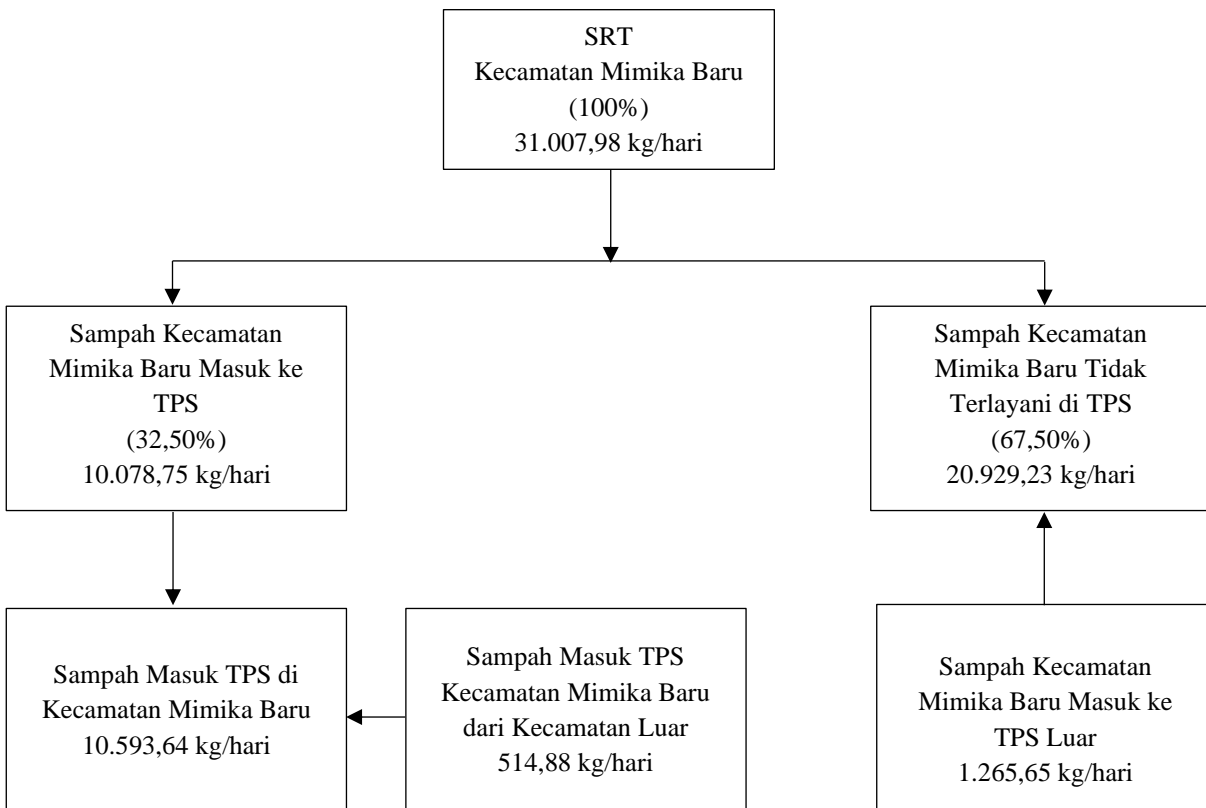 SRT
Kecamatan Mimika Baru
(100%)
31.007,98 kg/hari
Sampah Kecamatan
Mimika Baru Masuk ke
TPS
(32,50%)
10.078,75 kg/hari
Sampah Kecamatan
Mimika Baru Tidak
Terlayani di TPS
(67,50%)
20.929,23 kg/hari
Sampah Masuk TPS di
Kecamatan Mimika Baru
10.593,64 kg/hari
Sampah Masuk TPS
Kecamatan Mimika Baru
dari Kecamatan Luar
514,88 kg/hari
Sampah Kecamatan
Mimika Baru Masuk ke
TPS Luar
1.265,65 kg/hari